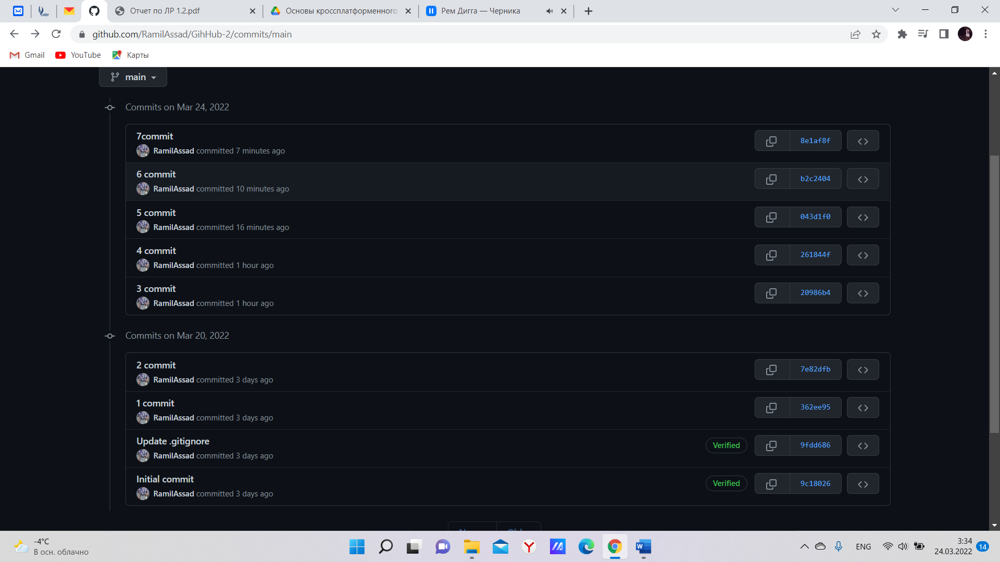 Отчет по ЛР 1.2.pdf
Основы кроссплатформенного
Рем Дигга — Черника
github.com/RamilAssad/GihHub-2/commits/main
Gmail
YouTube
Карты
main
Commits on Mar 24, 2022
7commit
RamilAssad committed 7 minutes ago
8e1af8f
6 commit
RamilAssad committed 10 minutes ago
b2c2404
5 commit
RamilAssad committed 16 minutes ago
043d1f0
4 commit
RamilAssad committed 1 hour ago
261844f
3 commit
RamilAssad committed 1 hour ago
20986b4
Commits on Mar 20, 2022
2 commit
RamilAssad committed 3 days ago
7e82dfb
1 commit
RamilAssad committed 3 days ago
362ee95
Update .gitignore
RamilAssad committed 3 days ago
Verified
9fdd686
Initial commit
RamilAssad committed 3 days ago
Verified
9c18026
-4°C
В осн. облачно
ENG
3:34
24.03.2022
14